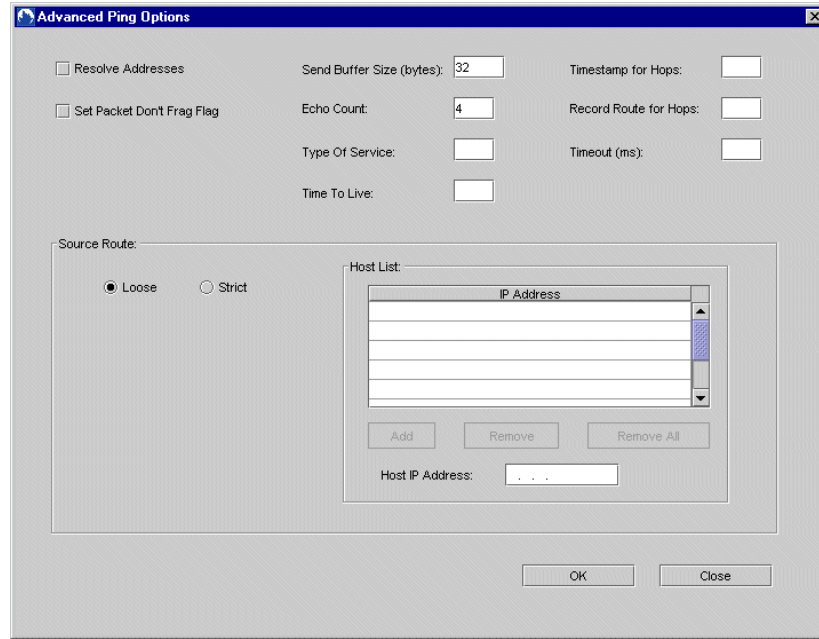 Advanced Ping Options
Resolve Addresses
Send Buffer Size (bytes): 32
Timestamp for Hops:
Set Packet Don't Frag Flag
Echo Count: 4
Record Route for Hops:
Type Of Service:
Timeout (ms):
Time To Live:
Source Route:
Loose
Strict
Host List:
IP Address
Add
Remove
Remove All
Host IP Address: . . .
OK
Close